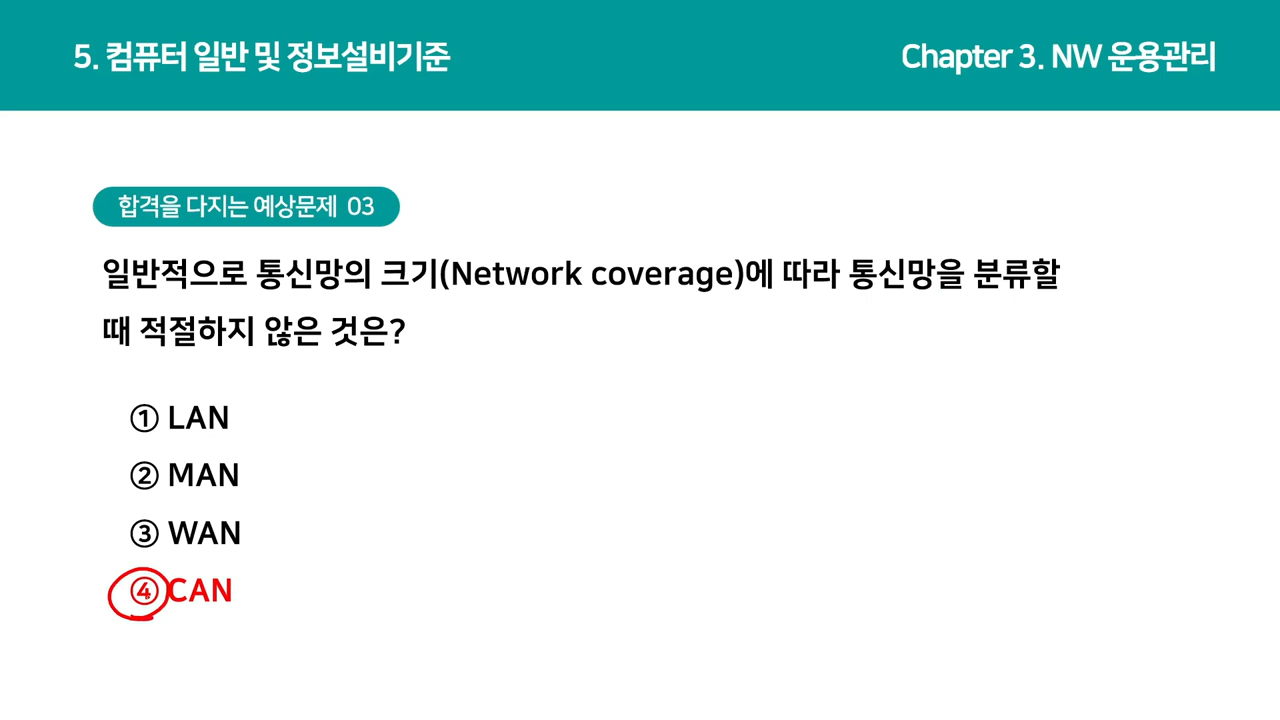 5. 컴퓨터 일반 및 정보설비기준
Chapter 3. NW 운용관리
합격을 다지는 예상문제 03
일반적으로 통신망의 크기(Network coverage)에 따라 통신망을 분류할
때 적절하지 않은 것은?
① LAN
② MAN
③ WAN
④ CAN